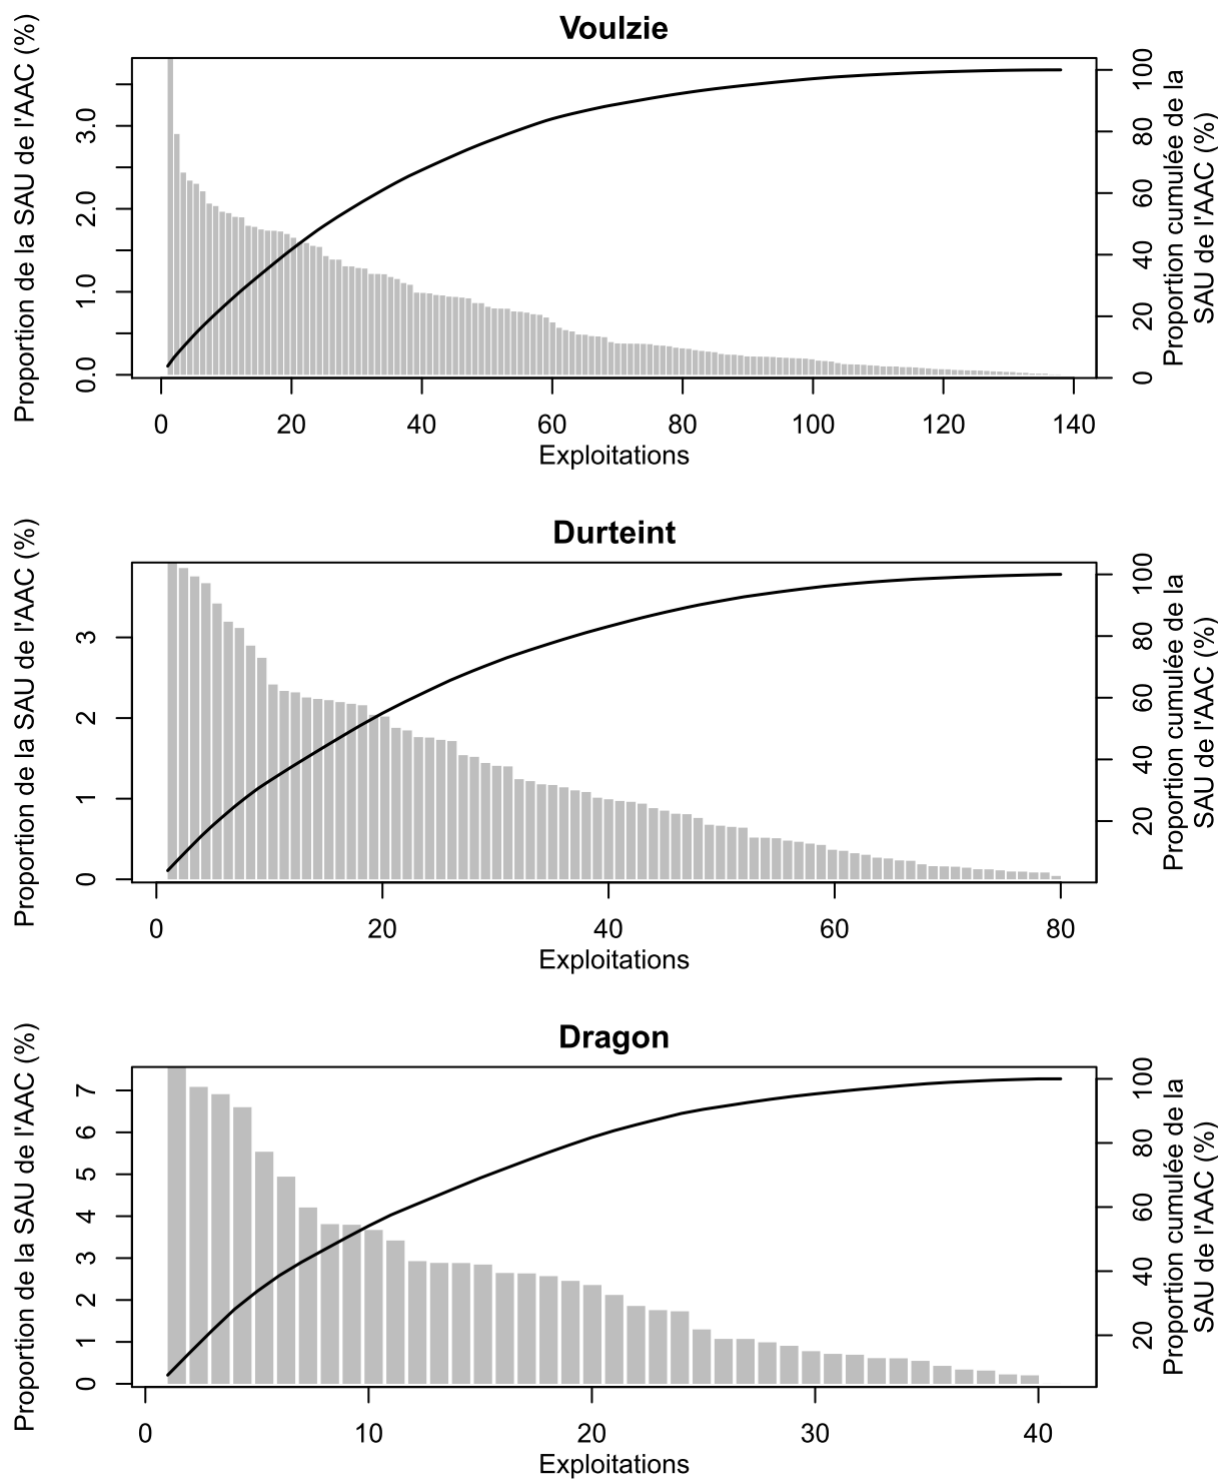 Voulzie
Proportion de la SAU de l'AAC (%)
0.0 1.0 2.0 3.0
0 20 40 60 80 100
Proportion cumulée de la
SAU de l'AAC (%)
0 20 40 60 80 100 120 140
Exploitations
Durteint
Proportion de la SAU de l'AAC (%)
0 1 2 3
20 40 60 80 100
Proportion cumulée de la
SAU de l'AAC (%)
0 20 40 60 80
Exploitations
Dragon
Proportion de la SAU de l'AAC (%)
0 1 2 3 4 5 6 7
20 40 60 80 100
Proportion cumulée de la
SAU de l'AAC (%)
0 10 20 30 40
Exploitations